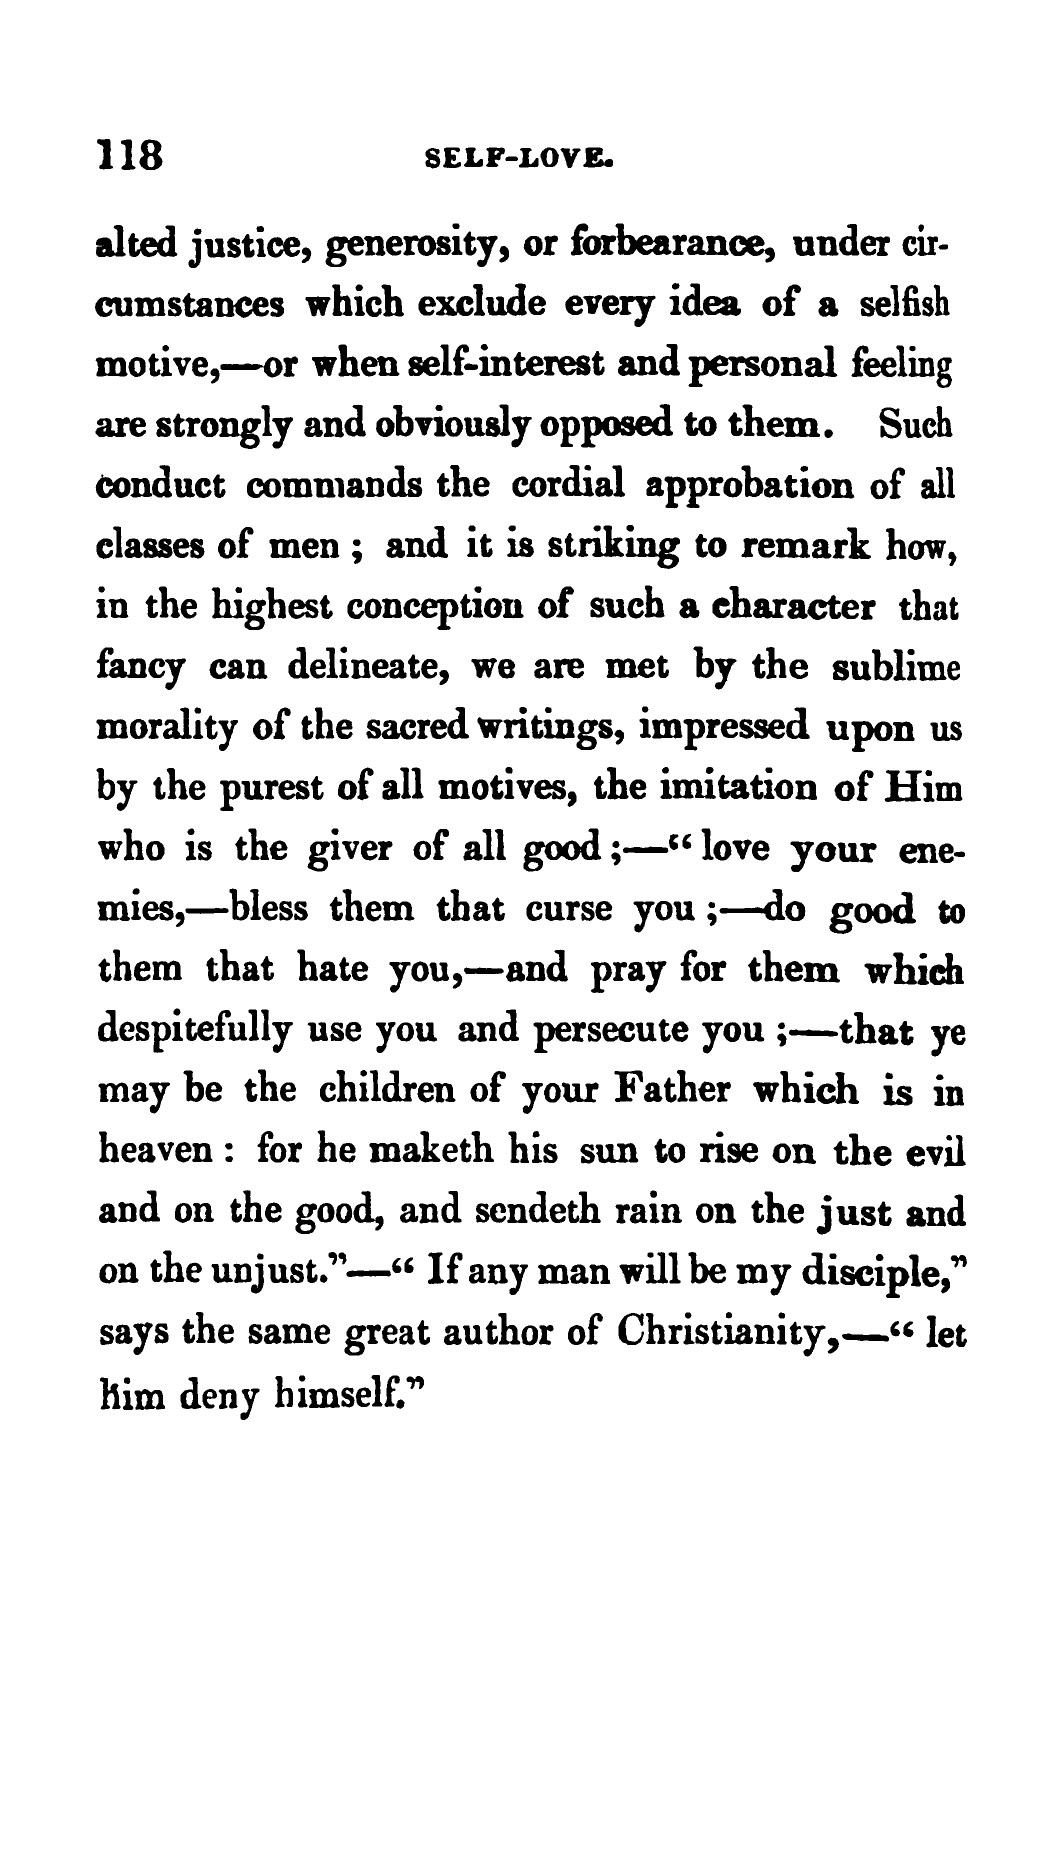 118 SELF-LOVE.
alted justice, generosity, or forbearance, under cir-
cumstances which exclude every idea of a selfish
motive,—or when self-interest and personal feeling
are strongly and obviously opposed to them. Such
conduct commands the cordial approbation of all
classes of men ; and it is striking to remark how,
in the highest conception of such a character that
fancy can delineate, we are met by the sublime
morality of the sacred writings, impressed upon us
by the purest of all motives, the imitation of Him
who is the giver of all good ;—“ love your ene-
mies,—bless them that curse you ;—do good to
them that hate you,—and pray for them which
despitefully use you and persecute you ;—that ye
may be the children of your Father which is in
heaven : for he maketh his sun to rise on the evil
and on the good, and sendeth rain on the just and
on the unjust.”—“ If any man will be my disciple,”
says the same great author of Christianity,—“ let
him deny himself.”